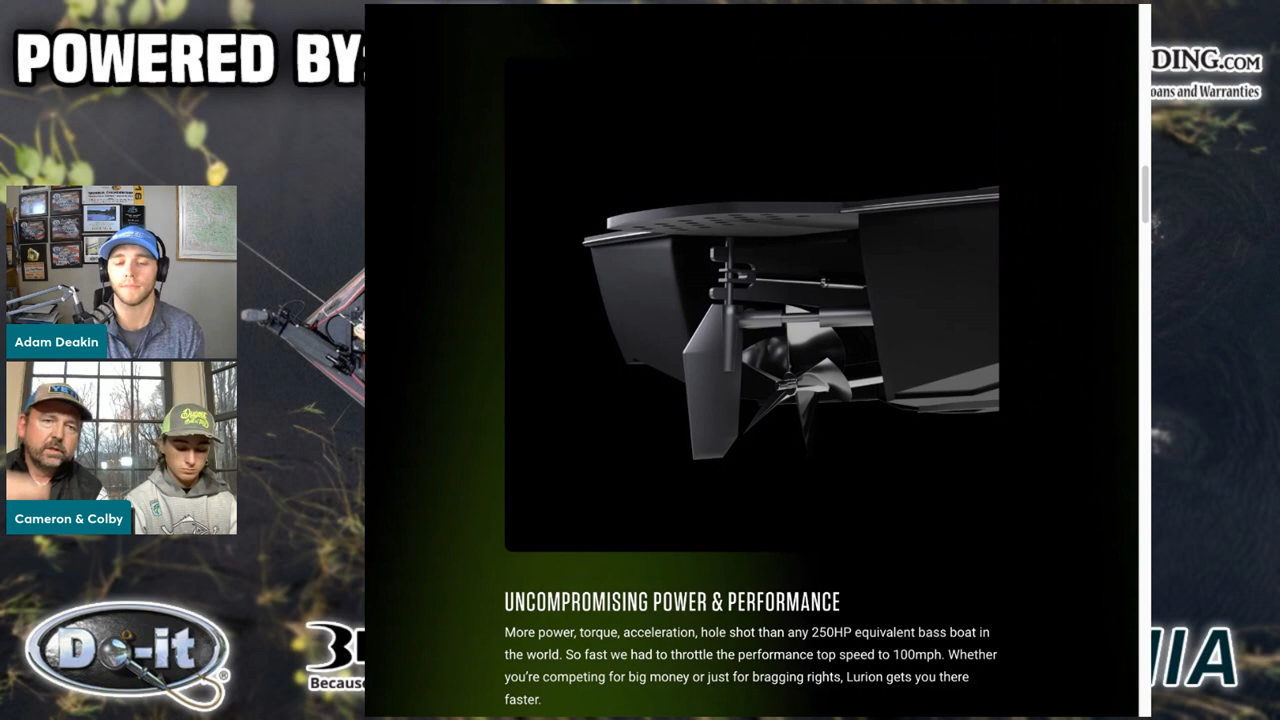 POWERED BY:
DING.COM
oans and Warranties
Adam Deakin
YETI
Cameron & Colby
UNCOMPROMISING POWER & PERFORMANCE
More power, torque, acceleration, hole shot than any 250HP equivalent bass boat in
the world. So fast we had to throttle the performance top speed to 100mph. Whether
you’re competing for big money or just for bragging rights, Lurion gets you there
faster.
Do-it
®
Becaus
IIA